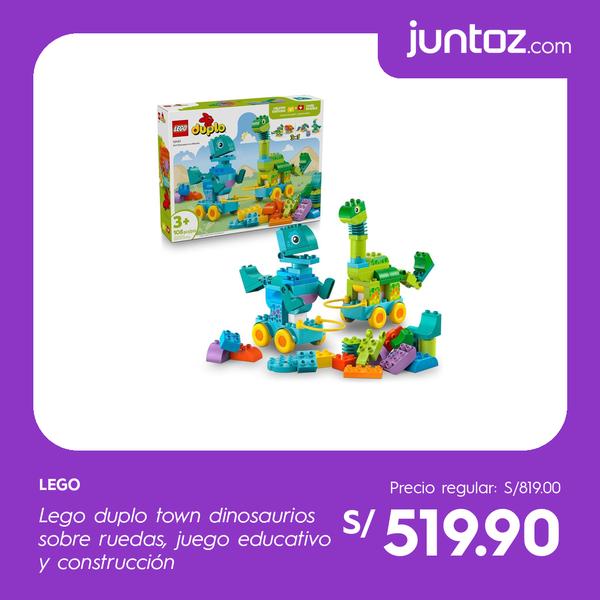 juntoz.com
LEGO
duplo
3+
108
LEGO
Precio regular: S/819.00
Lego duplo town dinosaurios
sobre ruedas, juego educativo
y construcción
S/ 519.90